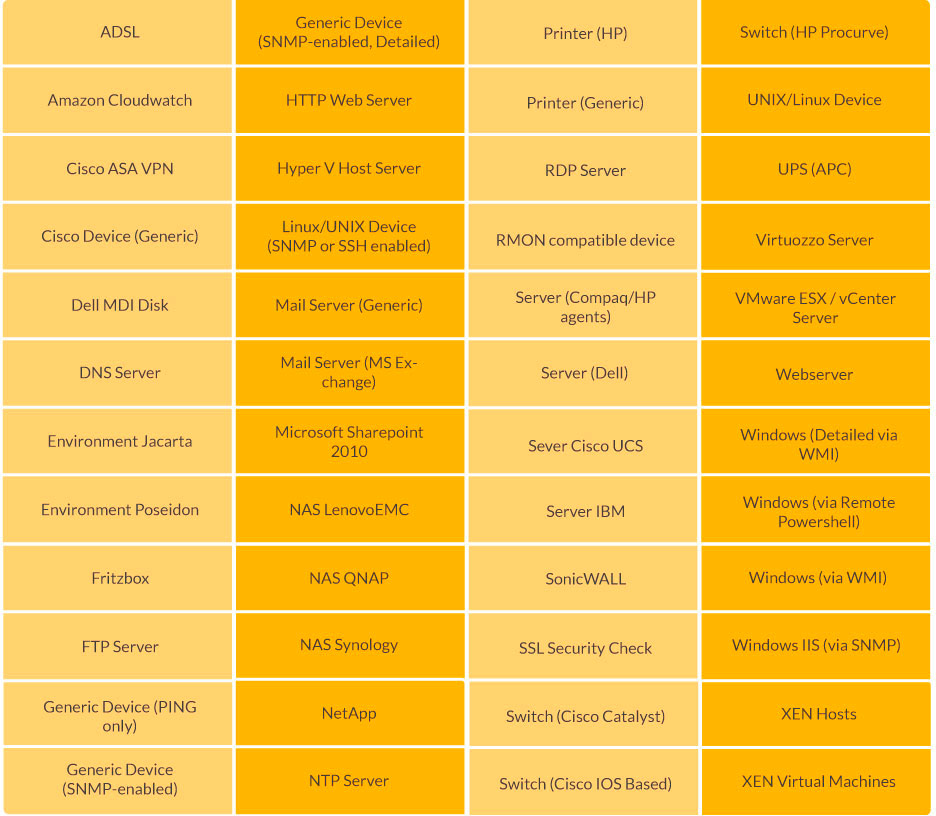 ADSL
Generic Device
(SNMP-enabled, Detailed)
Printer (HP)
Switch (HP Procurve)
Amazon Cloudwatch
HTTP Web Server
Printer (Generic)
UNIX/Linux Device
Cisco ASA VPN
Hyper V Host Server
RDP Server
UPS (APC)
Cisco Device (Generic)
Linux/UNIX Device
(SNMP or SSH enabled)
RMON compatible device
Virtuozzo Server
Dell MDI Disk
Mail Server (Generic)
Server (Compaq/HP
agents)
VMware ESX / vCenter
Server
DNS Server
Mail Server (MS Ex-
change)
Server (Dell)
Webserver
Environment Jacarta
Microsoft Sharepoint
2010
Sever Cisco UCS
Windows (Detailed via
WMI)
Environment Poseidon
NAS LenovoEMC
Server IBM
Windows (via Remote
Powershell)
Fritzbox
NAS QNAP
SonicWALL
Windows (via WMI)
FTP Server
NAS Synology
SSL Security Check
Windows IIS (via SNMP)
Generic Device (PING
only)
NetApp
Switch (Cisco Catalyst)
XEN Hosts
Generic Device
(SNMP-enabled)
NTP Server
Switch (Cisco IOS Based)
XEN Virtual Machines